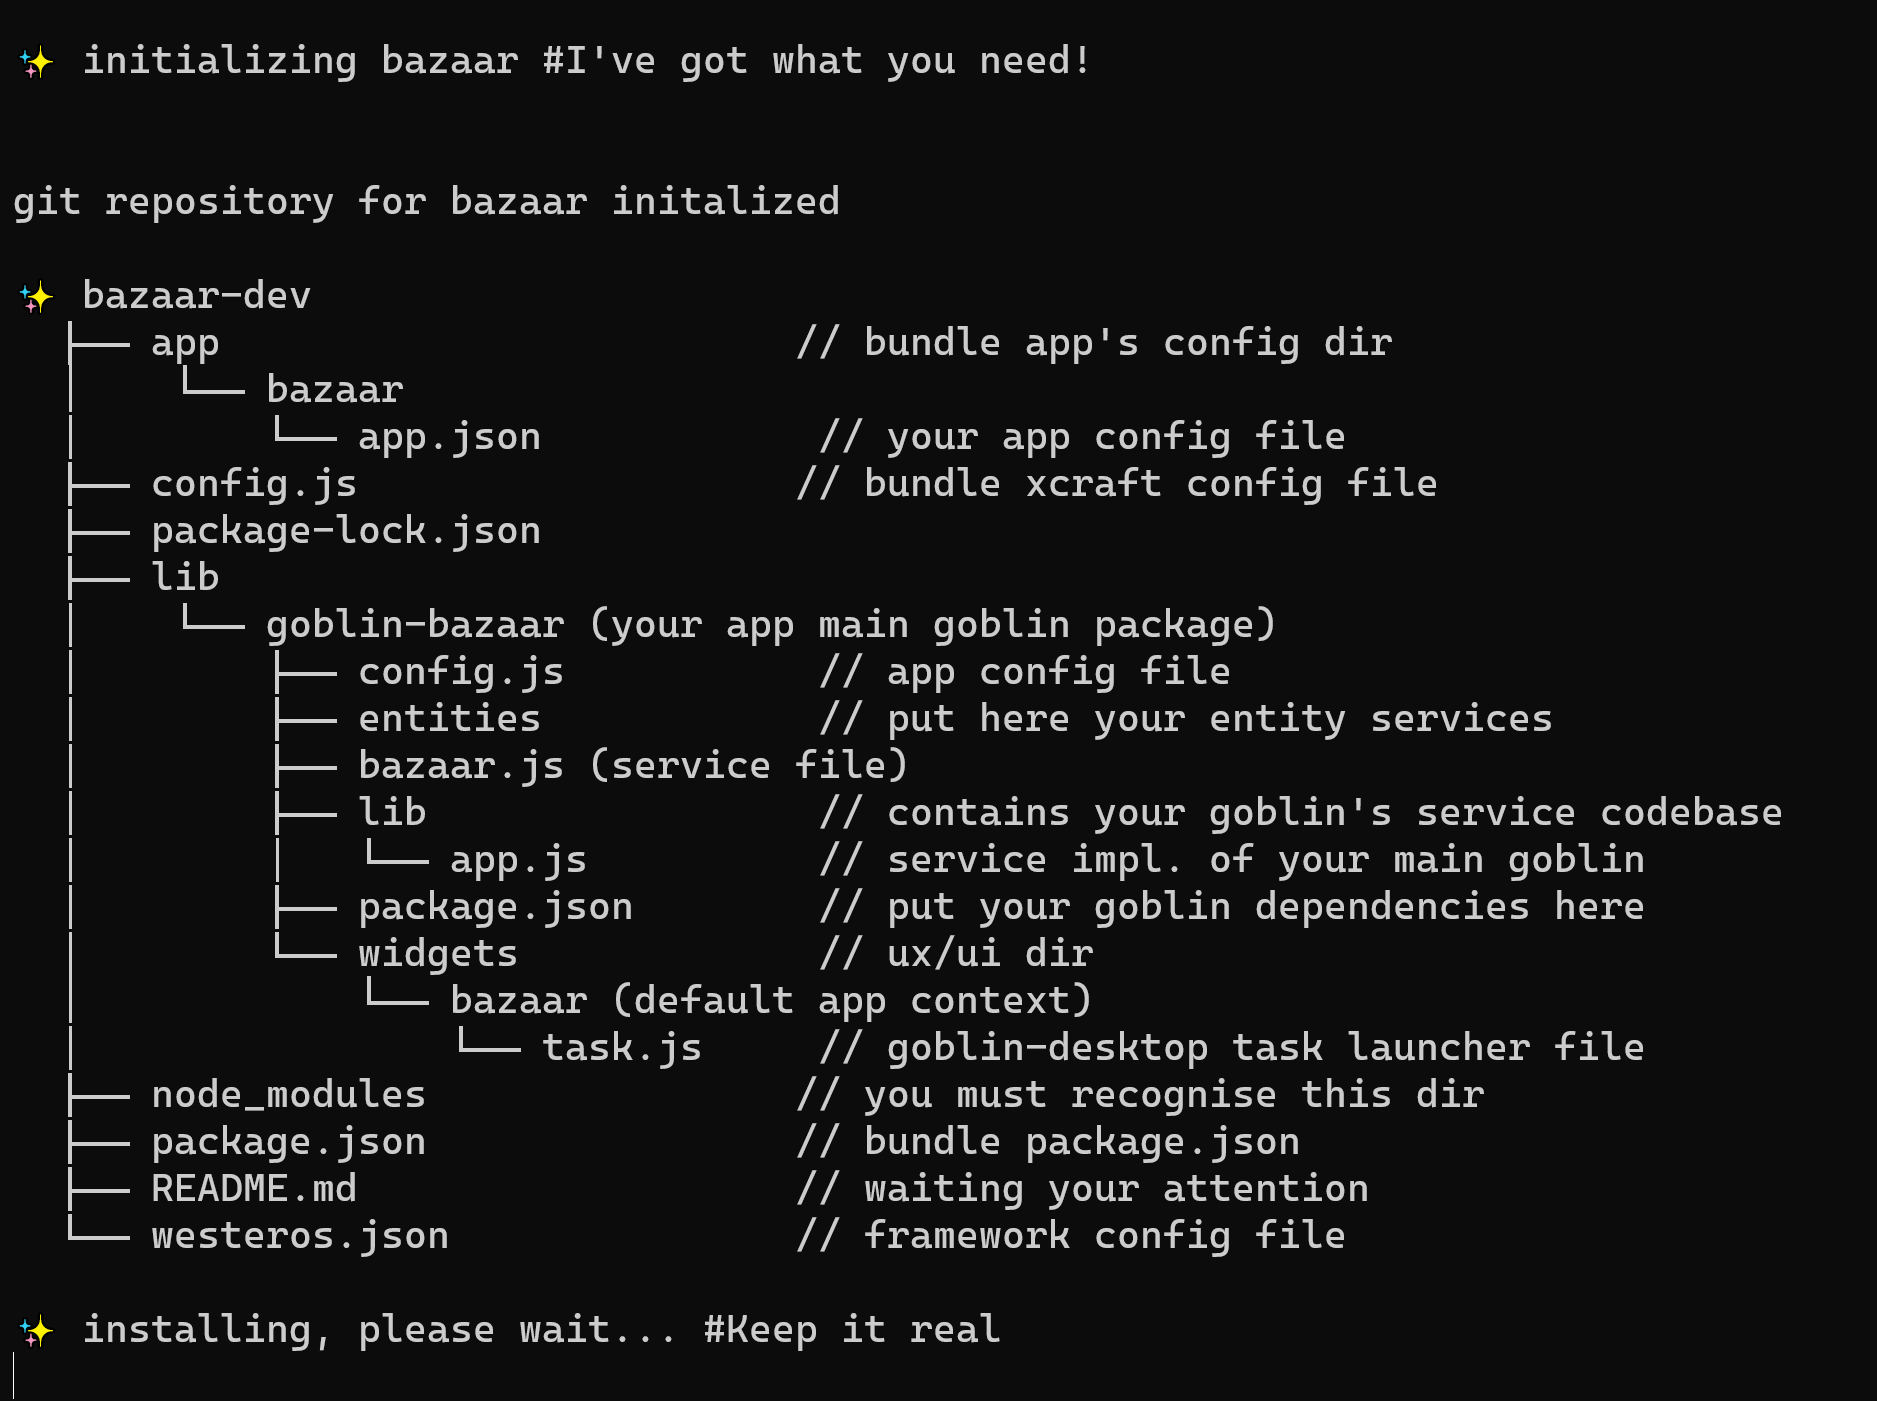 ✨ initializing bazaar #I've got what you need!
git repository for bazaar initalized
✨ bazaar-dev
├── app                             // bundle app's config dir
│    └── bazaar
│        └── app.json            // your app config file
├── config.js                   // bundle xcraft config file
├── package-lock.json
├── lib
│    └── goblin-bazaar (your app main goblin package)
│        ├── config.js           // app config file
│        ├── entities            // put here your entity services
│        ├── bazaar.js (service file)
│        ├── lib                 // contains your goblin's service codebase
│        │   └── app.js          // service impl. of your main goblin
│        ├── package.json        // put your goblin dependencies here
│        └── widgets             // ux/ui dir
│            └── bazaar (default app context)
│                └── task.js     // goblin-desktop task launcher file
├── node_modules                // you must recognise this dir
├── package.json                // bundle package.json
├── README.md                   // waiting your attention
└── westeros.json               // framework config file
✨ installing, please wait... #Keep it real